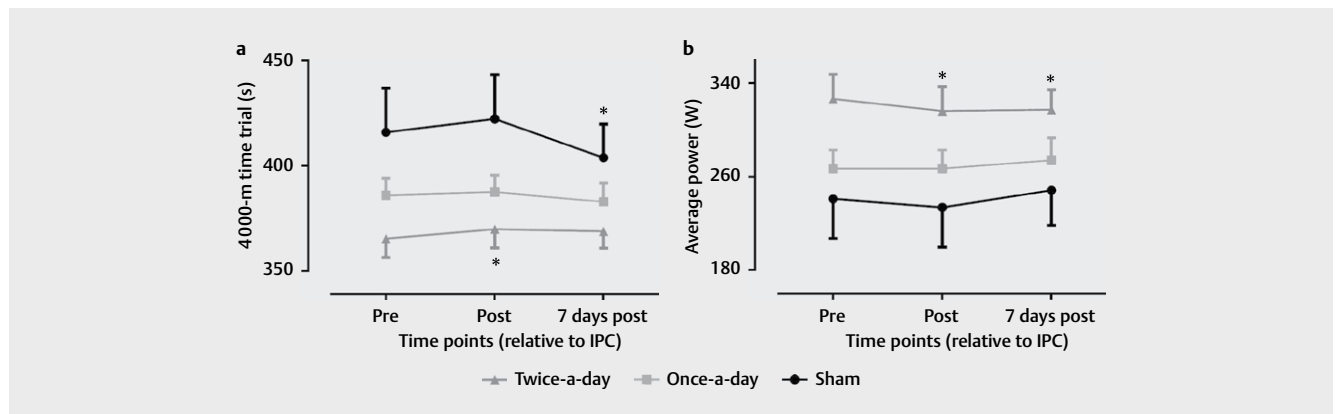 a
450
400
350
4000-m time trial (s)
*
*
Pre Post 7 days post
Time points (relative to IPC)
b
340
260
180
Average power (W)
* *
Pre Post 7 days post
Time points (relative to IPC)
Twice-a-day Once-a-day Sham